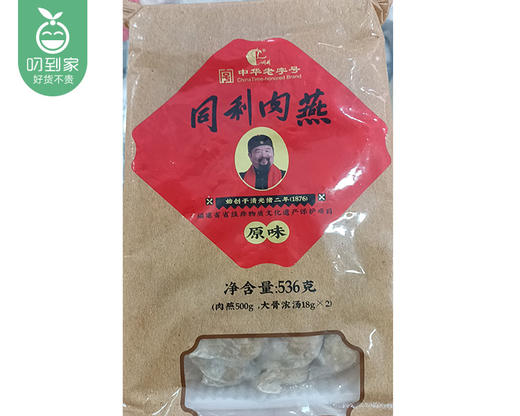 叨到家
好货不贵
中华老字号
China Time-honored Brand
同利肉燕
始创于清光绪二年(1876)
福建省省级非物质文化遗产保护项目
原味
净含量:536克
(肉燕500g,大骨浓汤18g×2)